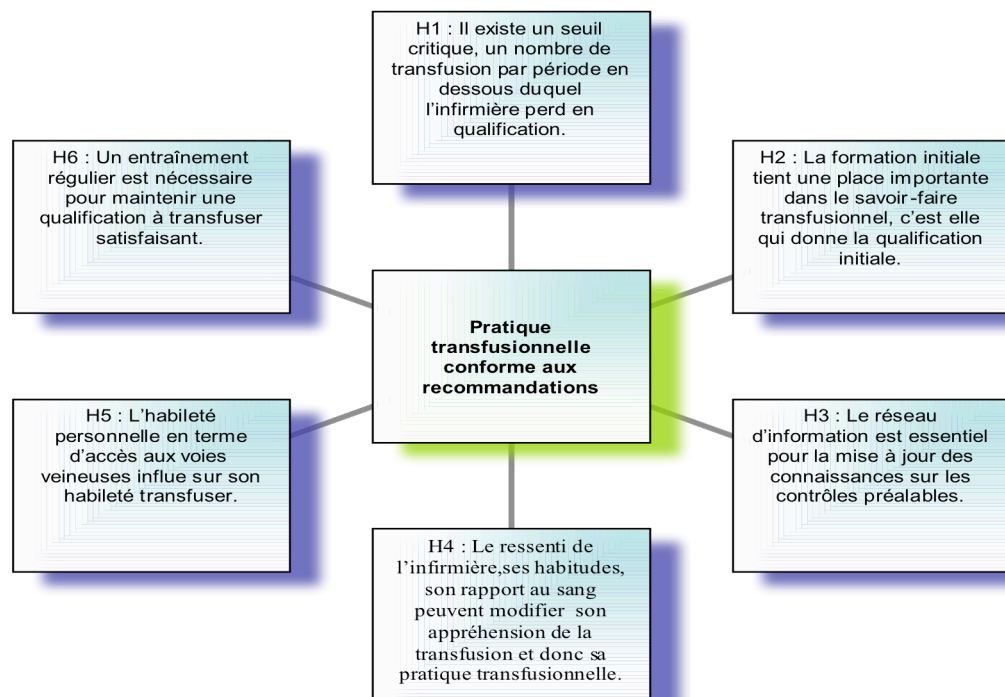 H1 : Il existe un seuil
critique, un nombre de
transfusion par période en
dessous duquel
l'infirmière perd en
qualification.
H6 : Un entraînement
régulier est nécessaire
pour maintenir une
qualification à transfuser
satisfaisant.
H2 : La formation initiale
tient une place importante
dans le savoir-faire
transfusionnel, c'est elle
qui donne la qualification
initiale.
Pratique
transfusionnelle
conforme aux
recommandations
H5 : L'habileté
personnelle en terme
d'accès aux voies
veineuses influe sur son
habileté transfuser.
H3 : Le réseau
d'information est essentiel
pour la mise à jour des
connaissances sur les
contrôles préalables.
H4 : Le ressenti de
l'infirmière,ses habitudes,
son rapport au sang
peuvent modifier son
appréhension de la
transfusion et donc sa
pratique transfusionnelle.